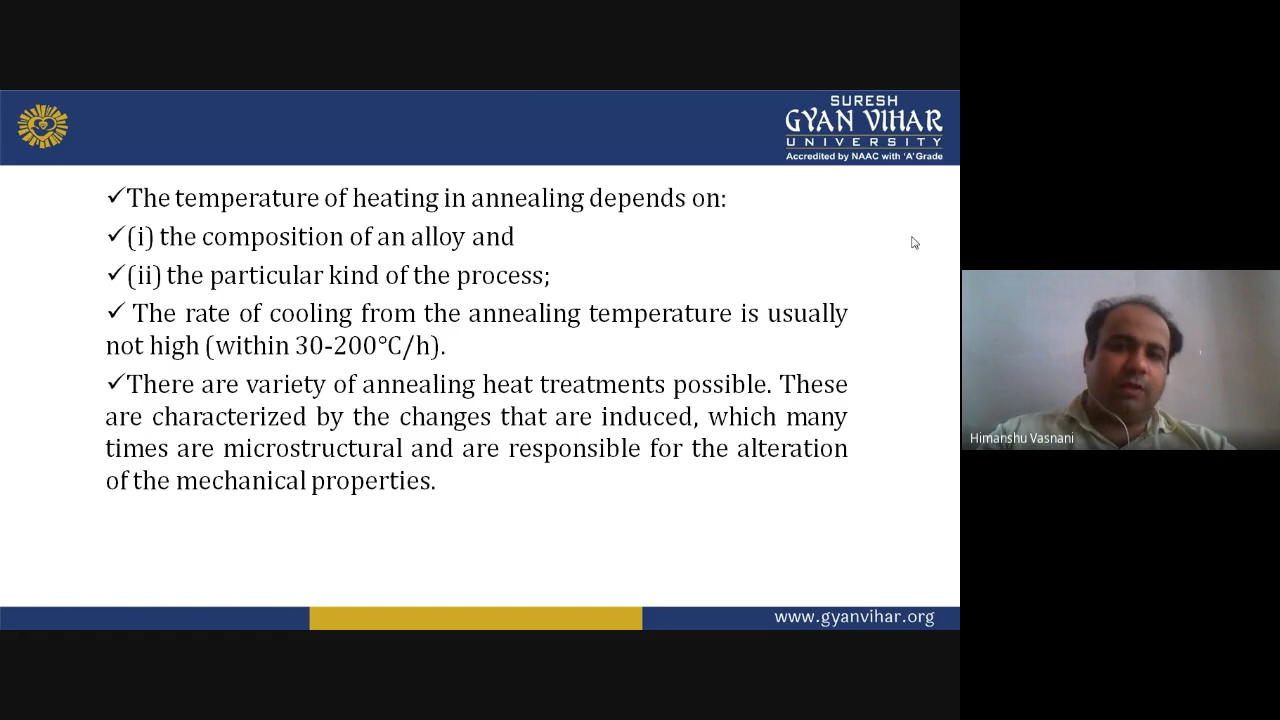 SURESH
GYAN VIHAR
UNIVERSITY
Accredited by NAAC with 'A' Grade
✓The temperature of heating in annealing depends on:
✓(i) the composition of an alloy and
✓(ii) the particular kind of the process;
✓ The rate of cooling from the annealing temperature is usually
not high (within 30-200°C/h).
✓There are variety of annealing heat treatments possible. These
are characterized by the changes that are induced, which many
times are microstructural and are responsible for the alteration
of the mechanical properties.
www.gyanvihar.org
Himanshu Vasnani